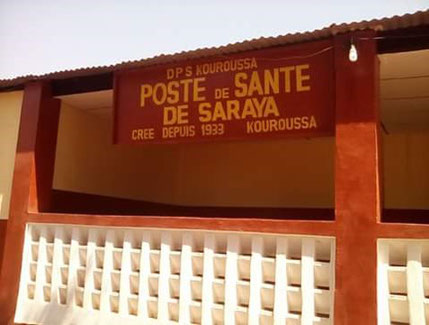 DPS KOUROUSSA
POSTE DE SANTE
DE SARAYA
CREE DEPUIS 1933 KOUROUSSA